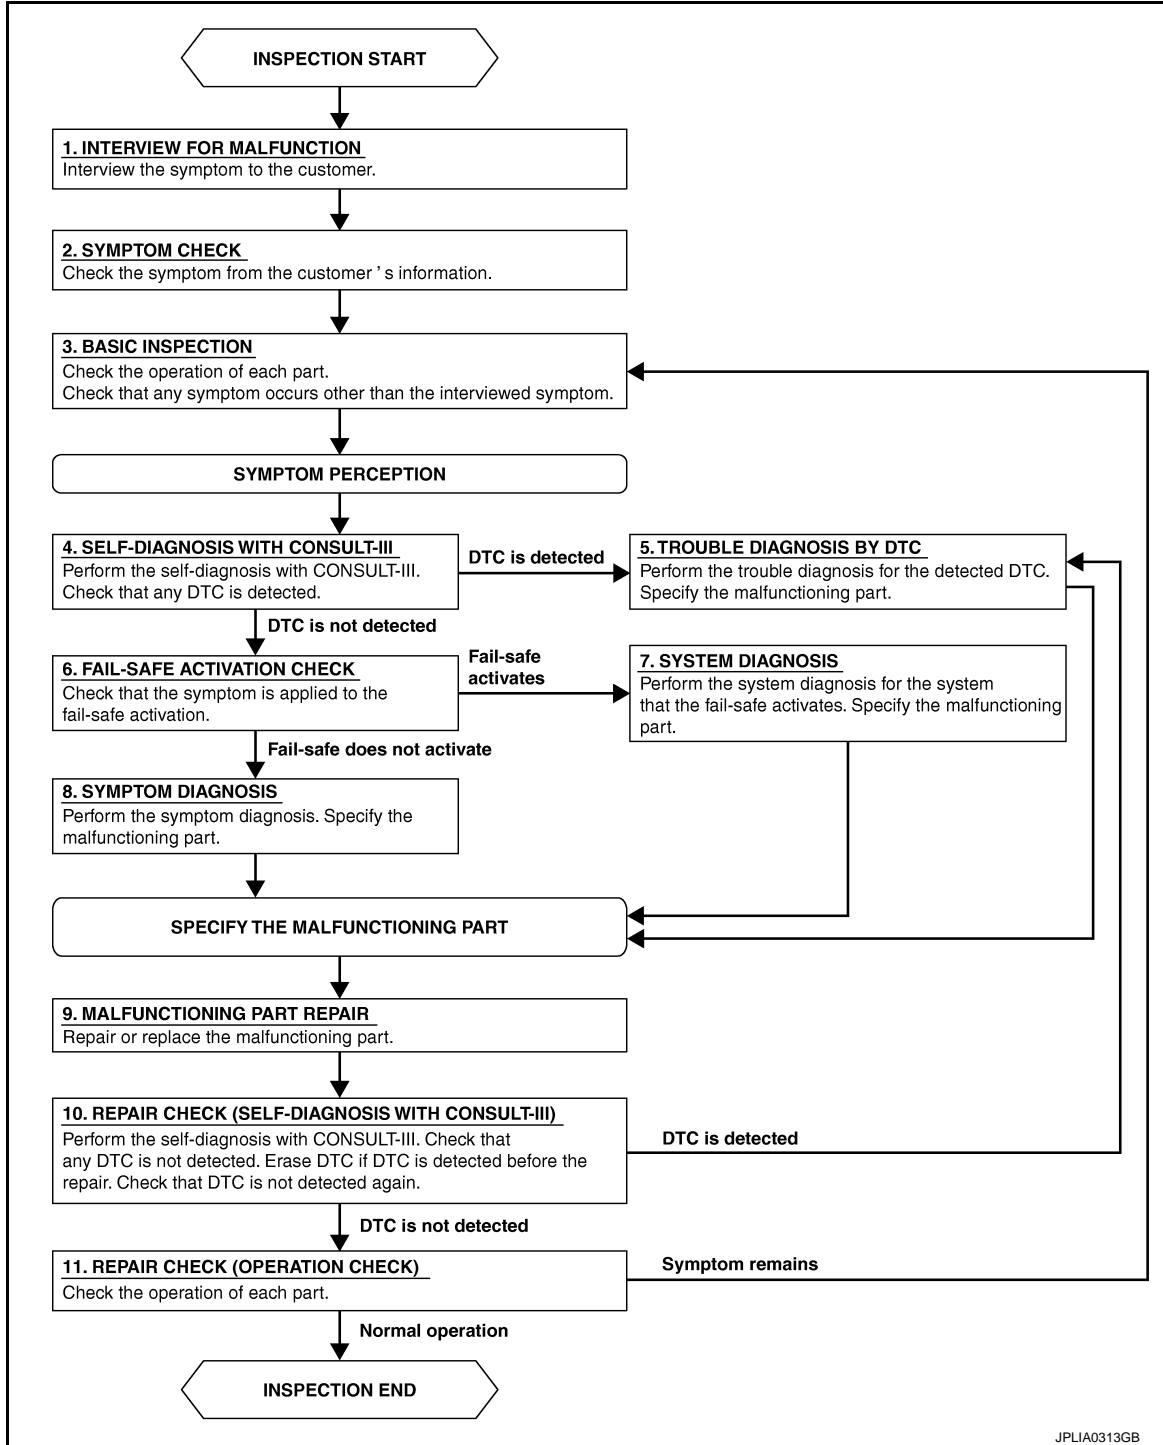 INSPECTION START
1. INTERVIEW FOR MALFUNCTION
Interview the symptom to the customer.
2. SYMPTOM CHECK
Check the symptom from the customer ’ s information.
3. BASIC INSPECTION
Check the operation of each part.
Check that any symptom occurs other than the interviewed symptom.
SYMPTOM PERCEPTION
4. SELF-DIAGNOSIS WITH CONSULT-III
Perform the self-diagnosis with CONSULT-III.
Check that any DTC is detected.
DTC is detected
5. TROUBLE DIAGNOSIS BY DTC
Perform the trouble diagnosis for the detected DTC.
Specify the malfunctioning part.
DTC is not detected
6. FAIL-SAFE ACTIVATION CHECK
Check that the symptom is applied to the
fail-safe activation.
Fail-safe
activates
7. SYSTEM DIAGNOSIS
Perform the system diagnosis for the system
that the fail-safe activates. Specify the malfunctioning
part.
Fail-safe does not activate
8. SYMPTOM DIAGNOSIS
Perform the symptom diagnosis. Specify the
malfunctioning part.
SPECIFY THE MALFUNCTIONING PART
9. MALFUNCTIONING PART REPAIR
Repair or replace the malfunctioning part.
10. REPAIR CHECK (SELF-DIAGNOSIS WITH CONSULT-III)
Perform the self-diagnosis with CONSULT-III. Check that
any DTC is not detected. Erase DTC if DTC is detected before the
repair. Check that DTC is not detected again.
DTC is detected
DTC is not detected
11. REPAIR CHECK (OPERATION CHECK)
Check the operation of each part.
Symptom remains
Normal operation
INSPECTION END
JPLIA0313GB